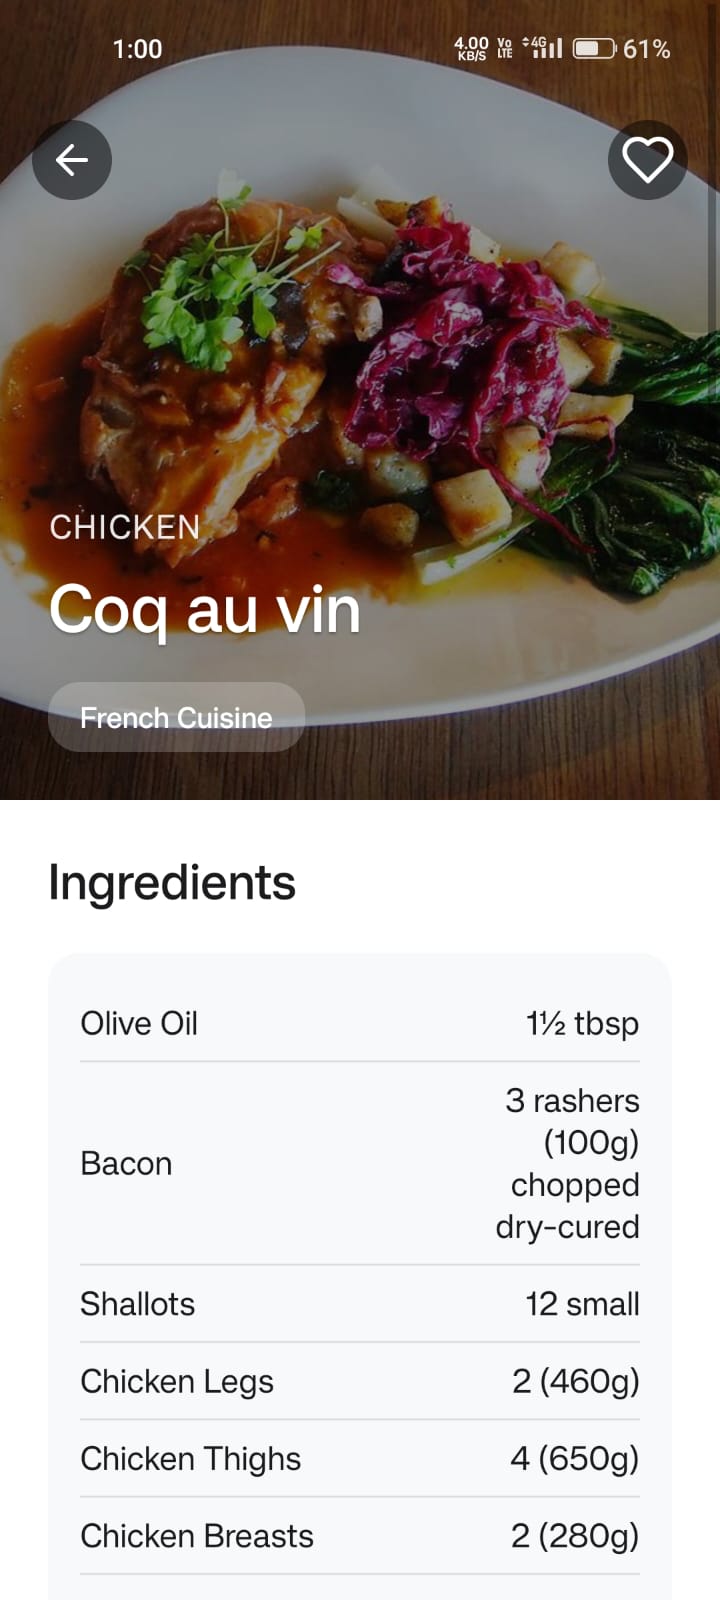 1:00
4.00 KB/S Vo LTE 4G 61%
CHICKEN
Coq au vin
French Cuisine
Ingredients
Olive Oil 1½ tbsp
Bacon 3 rashers
(100g)
chopped
dry-cured
Shallots 12 small
Chicken Legs 2 (460g)
Chicken Thighs 4 (650g)
Chicken Breasts 2 (280g)